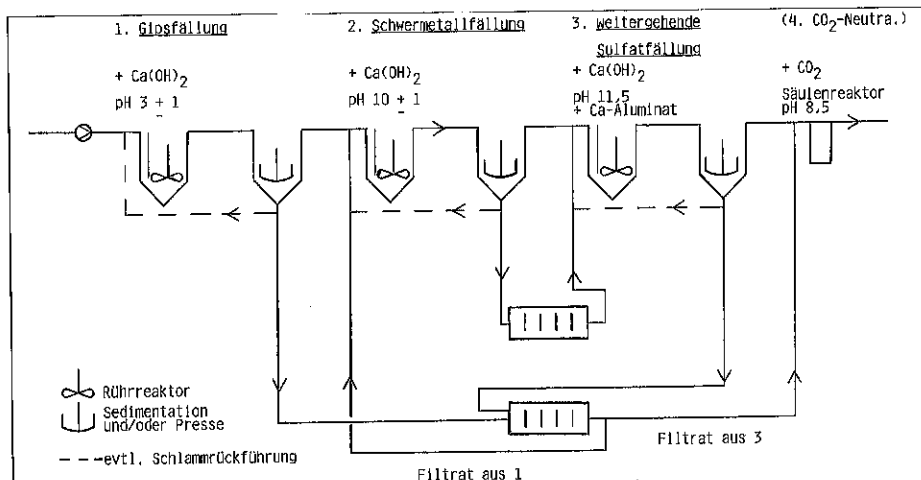 1. Gipsfällung
+ Ca(OH)2
pH 3 ± 1
2. Schwermetallfällung
+ Ca(OH)2
pH 10 ± 1
3. Weitergehende
Sulfatfällung
+ Ca(OH)2
pH 11,5
+ Ca-Aluminat
(4. CO2-Neutra.)
+ CO2
Säulenreaktor
pH 8,5
Rührreaktor
Sedimentation
und/oder Presse
evtl. Schlammrückführung
Filtrat aus 1
Filtrat aus 3